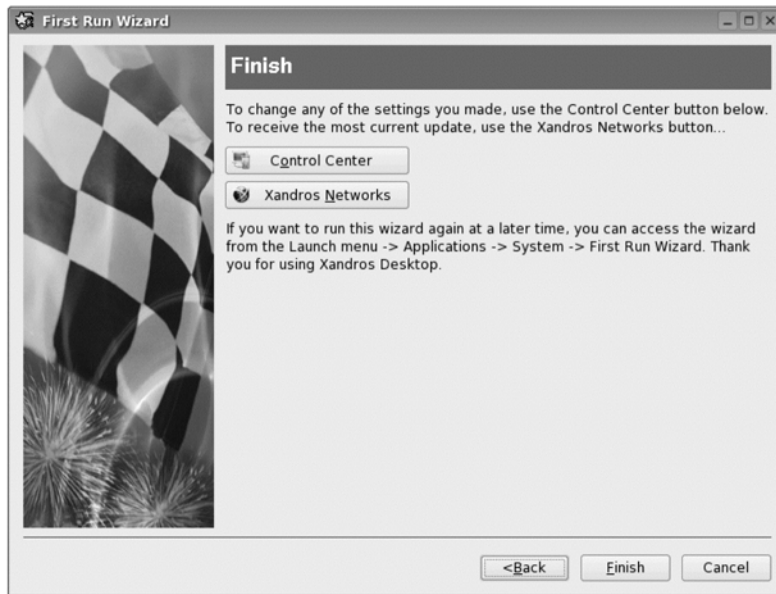 First Run Wizard
Finish
To change any of the settings you made, use the Control Center button below.
To receive the most current update, use the Xandros Networks button...
Control Center
Xandros Networks
If you want to run this wizard again at a later time, you can access the wizard
from the Launch menu -> Applications -> System -> First Run Wizard. Thank
you for using Xandros Desktop.
<Back
Finish
Cancel